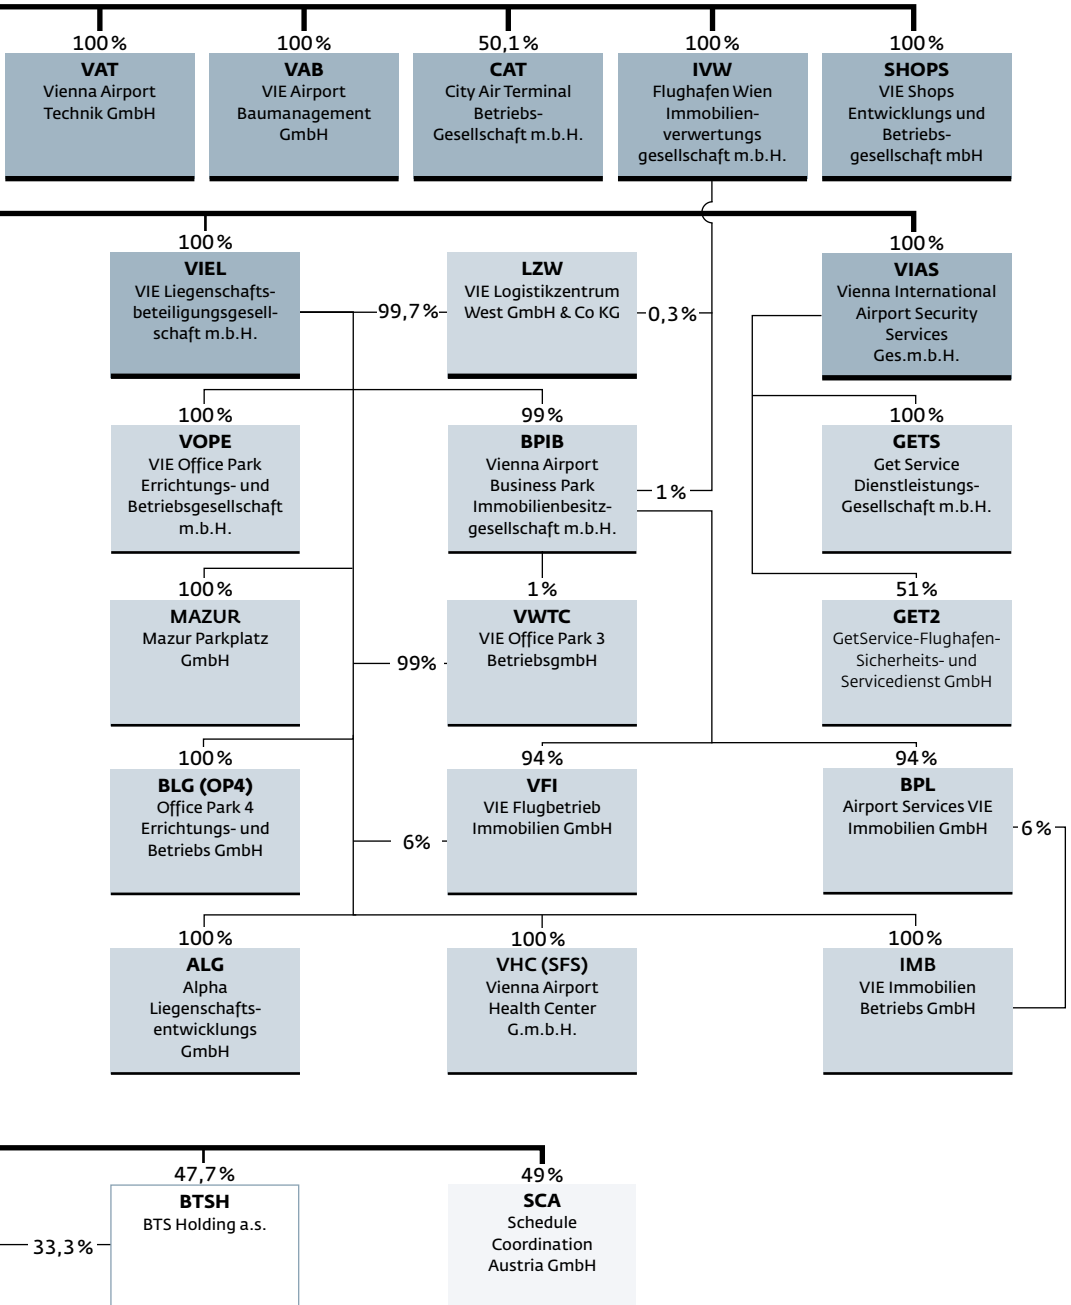 100%
VAT
Vienna Airport
Technik GmbH
100%
VAB
VIE Airport
Baumanagement
GmbH
50,1%
CAT
City Air Terminal
Betriebs-
Gesellschaft m.b.H.
100%
IVW
Flughafen Wien
Immobilien-
verwertungs
gesellschaft m.b.H.
100%
SHOPS
VIE Shops
Entwicklungs und
Betriebs-
gesellschaft mbH
100%
VIEL
VIE Liegenschafts-
beteiligungsgesell-
schaft m.b.H.
99,7%
LZW
VIE Logistikzentrum
West GmbH & Co KG
0,3%
100%
VIAS
Vienna International
Airport Security
Services
Ges.m.b.H.
100%
VOPE
VIE Office Park
Errichtungs- und
Betriebsgesellschaft
m.b.H.
99%
BPIB
Vienna Airport
Business Park
Immobilienbesitz-
gesellschaft m.b.H.
1%
100%
GETS
Get Service
Dienstleistungs-
Gesellschaft m.b.H.
100%
MAZUR
Mazur Parkplatz
GmbH
99%
1%
VWTC
VIE Office Park 3
BetriebsgmbH
51%
GET2
GetService-Flughafen-
Sicherheits- und
Servicedienst GmbH
100%
BLG (OP4)
Office Park 4
Errichtungs- und
Betriebs GmbH
6%
94%
VFI
VIE Flugbetrieb
Immobilien GmbH
94%
BPL
Airport Services VIE
Immobilien GmbH
6%
100%
ALG
Alpha
Liegenschafts-
entwicklungs
GmbH
100%
VHC (SFS)
Vienna Airport
Health Center
G.m.b.H.
100%
IMB
VIE Immobilien
Betriebs GmbH
33,3%
47,7%
BTSH
BTS Holding a.s.
49%
SCA
Schedule
Coordination
Austria GmbH